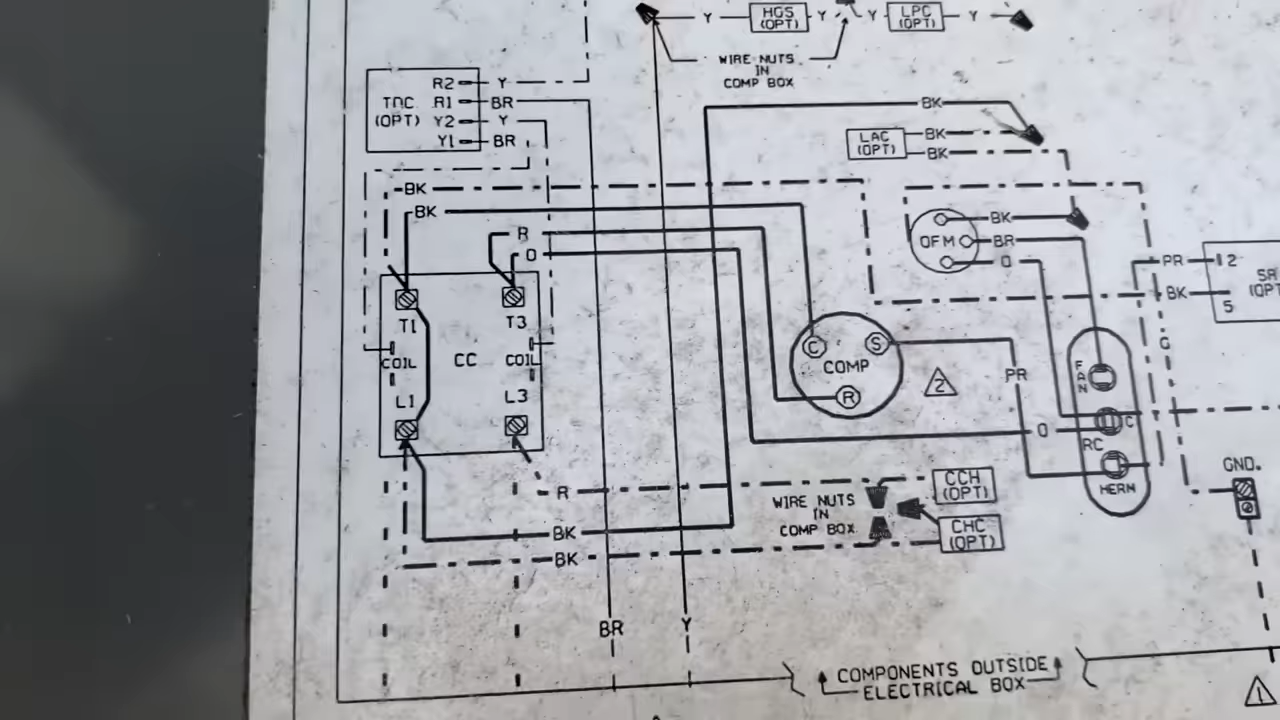 Y
HGS
(OPT)
Y
Y
LPC
(OPT)
Y
WIRE NUTS
IN
COMP BOX
TDC
(OPT)
R2
Y
R1
BR
Y2
Y
Y1
BR
BK
LAC
(OPT)
BK
BK
BK
BK
R
O
OFM
BK
BR
O
PR
BK
2
5
G
T1
T3
COIL
CC
COIL
L1
L3
C
S
COMP
R
2
PR
FAN
C
RC
HERM
O
GND.
R
WIRE NUTS
IN
COMP BOX
CCH
(OPT)
CHC
(OPT)
BK
BK
BR
Y
COMPONENTS OUTSIDE
ELECTRICAL BOX
1